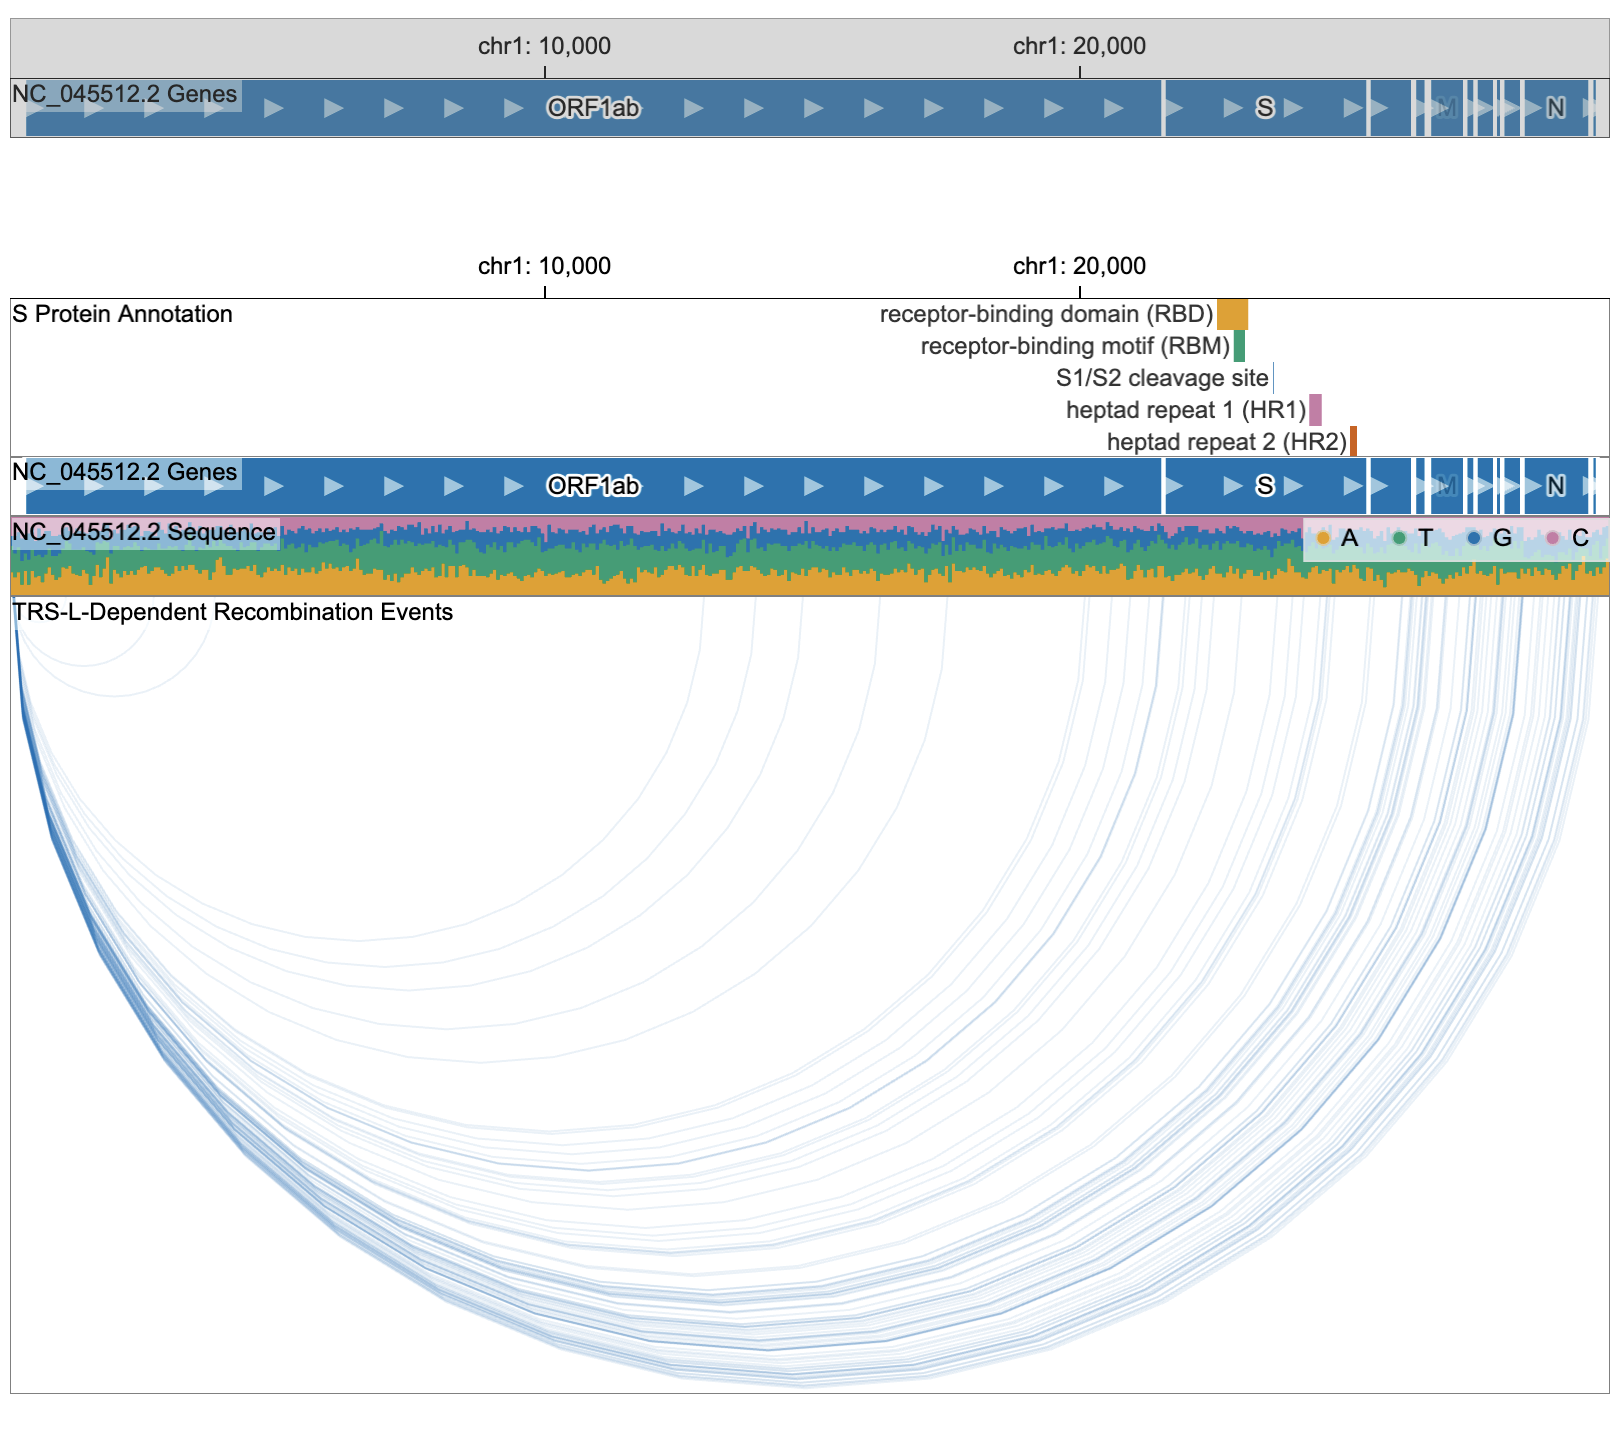 chr1: 10,000 chr1: 20,000
NC_045512.2 Genes ORF1ab S M N
chr1: 10,000 chr1: 20,000
S Protein Annotation receptor-binding domain (RBD)
receptor-binding motif (RBM)
S1/S2 cleavage site
heptad repeat 1 (HR1)
heptad repeat 2 (HR2)
NC_045512.2 Genes ORF1ab S M N
NC_045512.2 Sequence A T G C
TRS-L-Dependent Recombination Events